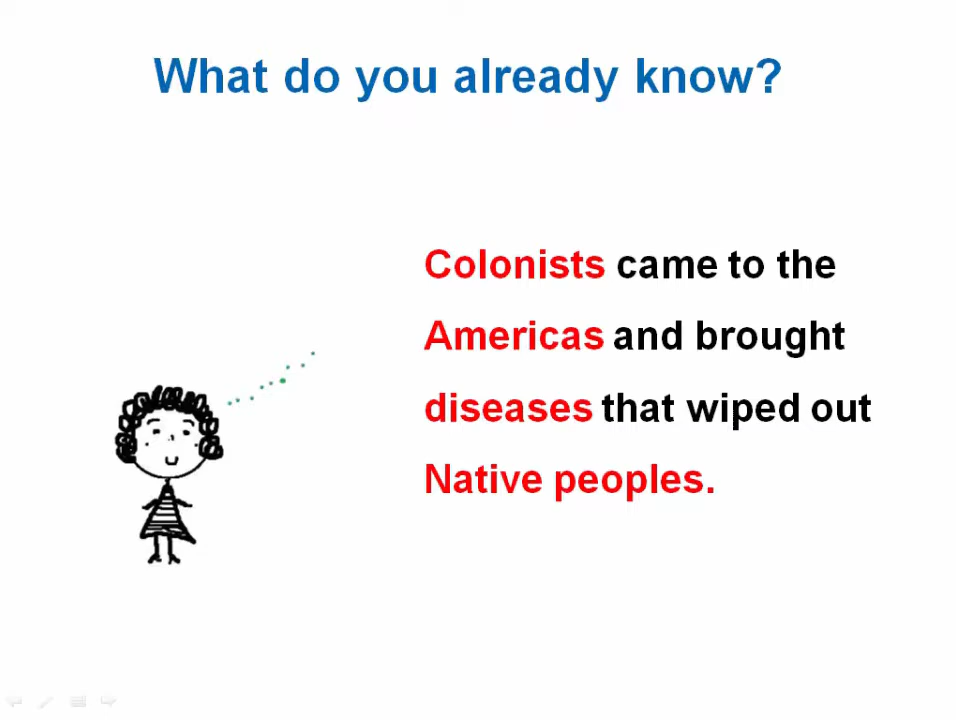 What do you already know?
Colonists came to the
Americas and brought
diseases that wiped out
Native peoples.